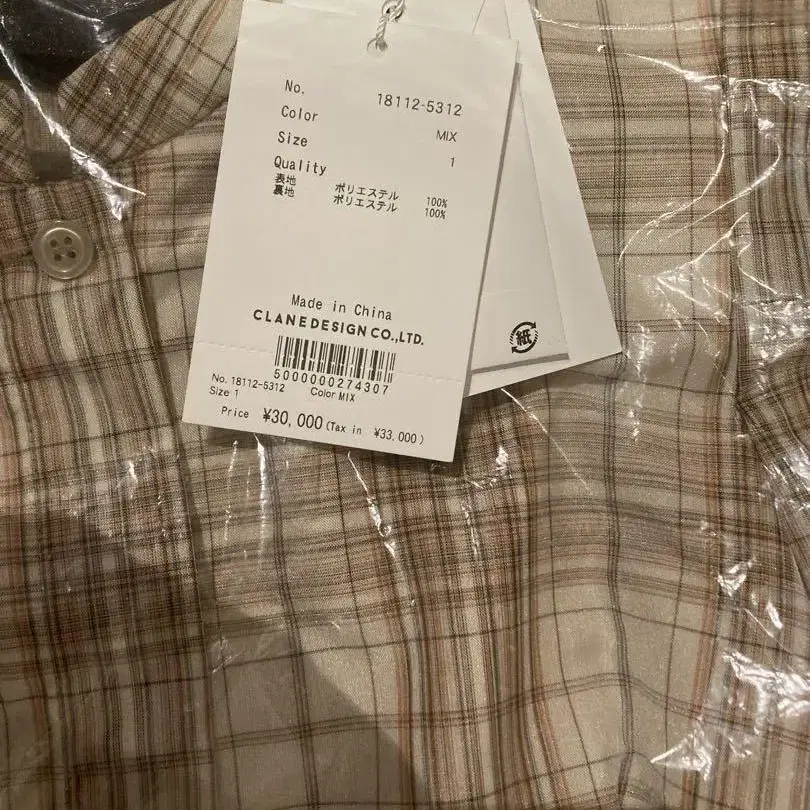 No. 18112-5312
Color MIX
Size 1
Quality
表地 ポリエステル 100%
裏地 ポリエステル 100%
Made in China
CLANE DESIGN CO.,LTD.
5000000274307
No. 18112-5312 Color MIX
Size 1
Price ¥30,000(Tax in ¥33,000)
紙